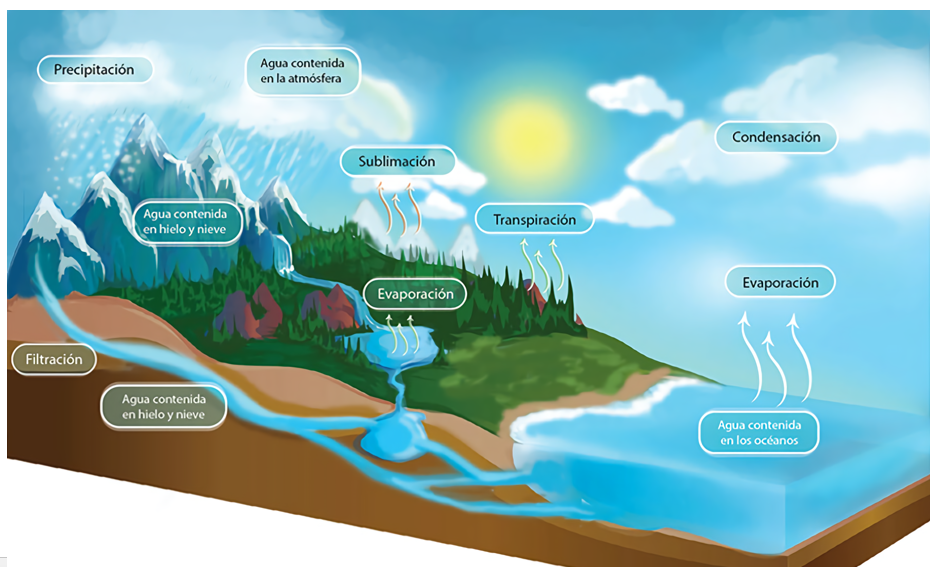 Precipitación
Agua contenida
en la atmósfera
Condensación
Sublimación
Agua contenida
en hielo y nieve
Transpiración
Evaporación
Evaporación
Filtración
Agua contenida
en hielo y nieve
Agua contenida
en los océanos